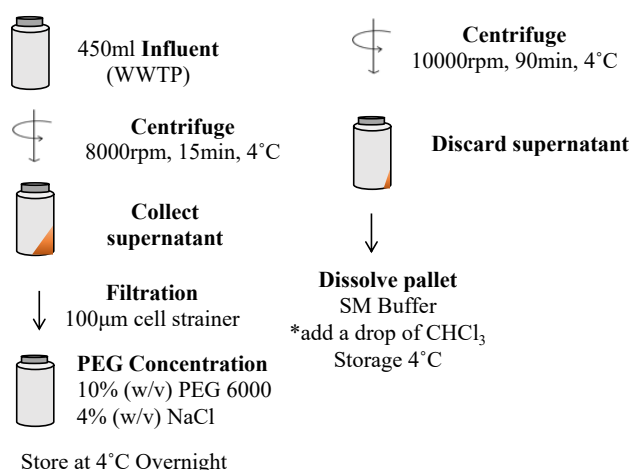 450ml Influent
(WWTP)
Centrifuge
8000rpm, 15min, 4˚C
Collect
supernatant
Filtration
100μm cell strainer
PEG Concentration
10% (w/v) PEG 6000
4% (w/v) NaCl
Store at 4˚C Overnight
Centrifuge
10000rpm, 90min, 4˚C
Discard supernatant
Dissolve pallet
SM Buffer
*add a drop of CHCl₃
Storage 4˚C